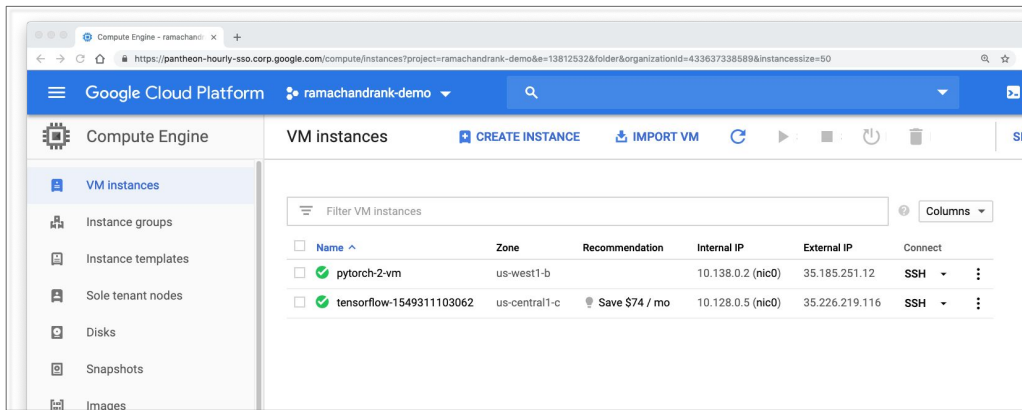 Compute Engine - ramachandr × +
https://pantheon-hourly-sso.corp.google.com/compute/instances?project=ramachandrank-demo&e=13812532&folder&organizationId=433637338589&instancessize=50
Google Cloud Platform ramachandrank-demo
Compute Engine VM instances CREATE INSTANCE IMPORT VM
VM instances
Instance groups
Instance templates
Sole tenant nodes
Disks
Snapshots
Images
Filter VM instances Columns
Name Zone Recommendation Internal IP External IP Connect
pytorch-2-vm us-west1-b 10.138.0.2 (nic0) 35.185.251.12 SSH
tensorflow-1549311103062 us-central1-c Save $74 / mo 10.128.0.5 (nic0) 35.226.219.116 SSH